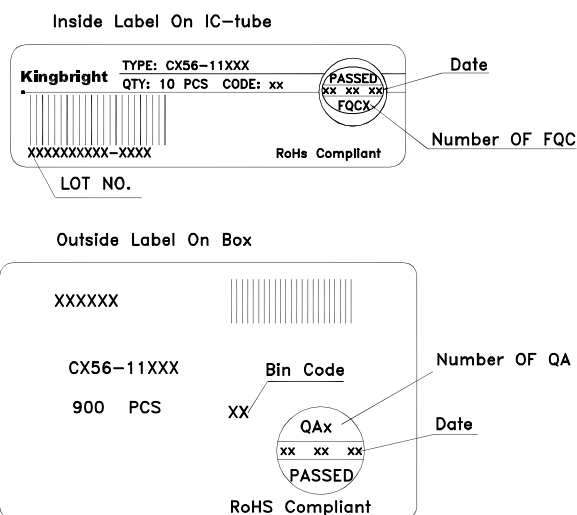 Inside Label On IC-tube
TYPE: CX56-11XXX
Kingbright
QTY: 10 PCS CODE: xx
PASSED
xx xx xx
FQCX
Date
Number OF FQC
XXXXXXXXXX-XXXX
RoHs Compliant
LOT NO.
Outside Label On Box
XXXXXX
CX56-11XXX
Bin Code
Number OF QA
900 PCS
XX
QAx
Date
xx xx xx
PASSED
RoHS Compliant